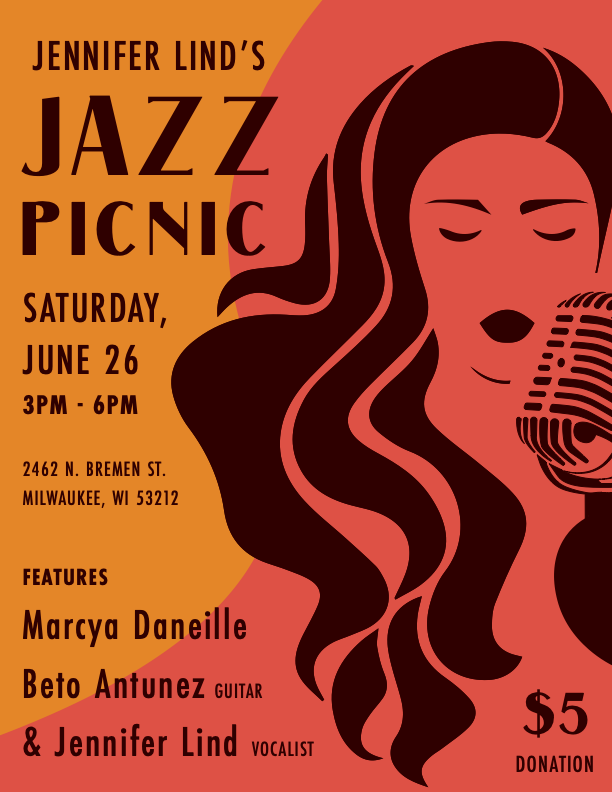 JENNIFER LIND'S
JAZZ
PICNIC
SATURDAY,
JUNE 26
3PM - 6PM
2462 N. BREMEN ST.
MILWAUKEE, WI 53212
FEATURES
Marcya Daneille
Beto Antunez GUITAR
& Jennifer Lind VOCALIST
$5
DONATION